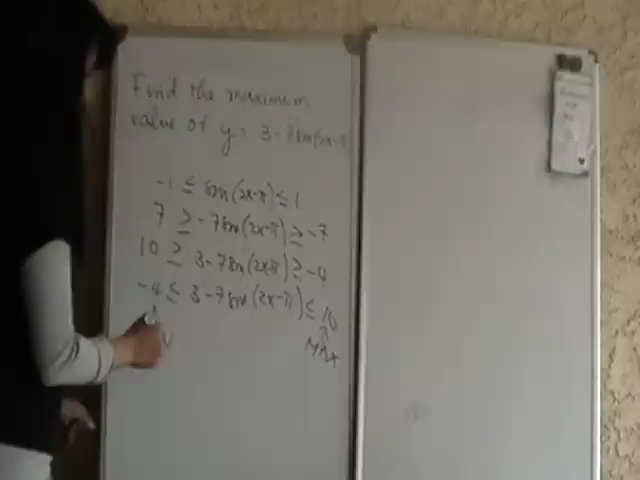 Find the maximum
value of y = 3-7sin(2x-π
-1 ≤ sin(2x-π) ≤ 1
7 ≥ -7sin(2x-π) ≥ -7
10 ≥ 3-7sin(2x-π) ≥ -4
-4 ≤ 3-7sin(2x-π) ≤ 10
MAX